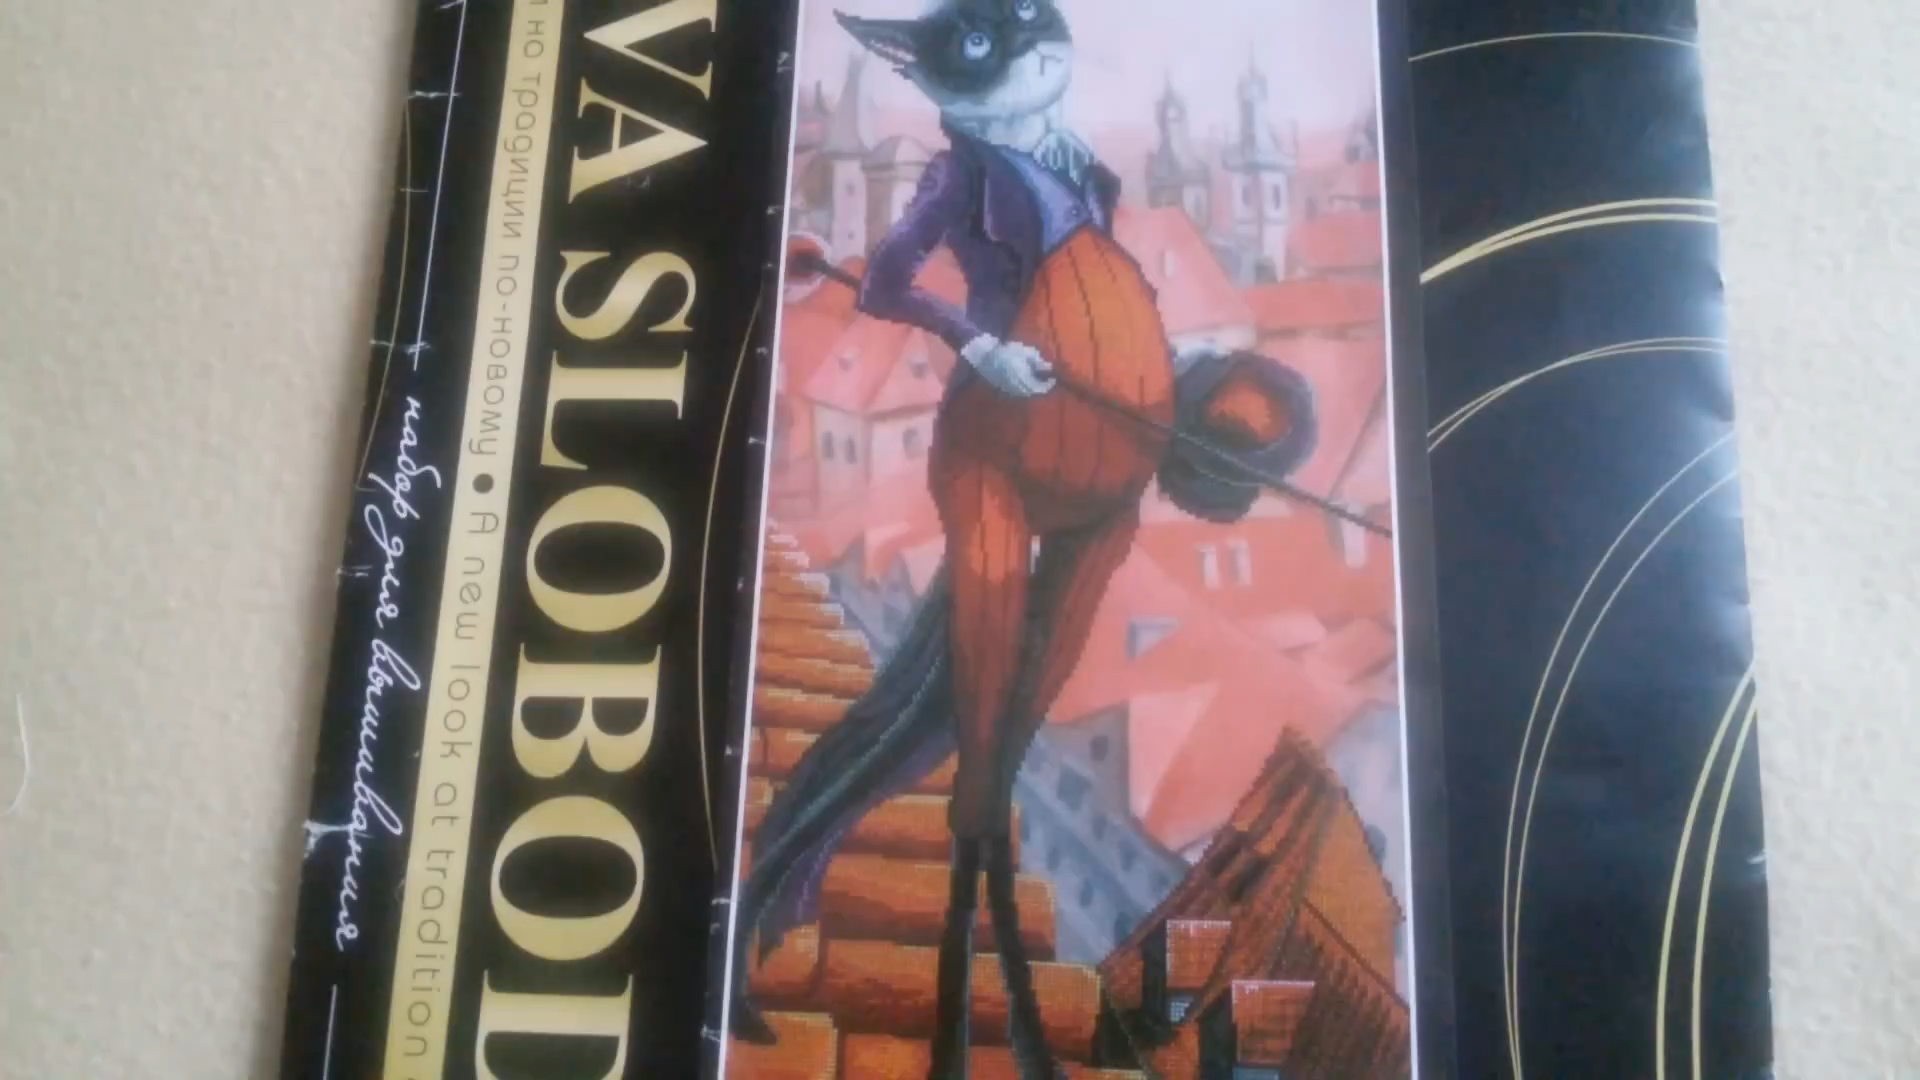 VA SLOBOD
но традиции по-новому • A new look at tradition
набор для вышивания